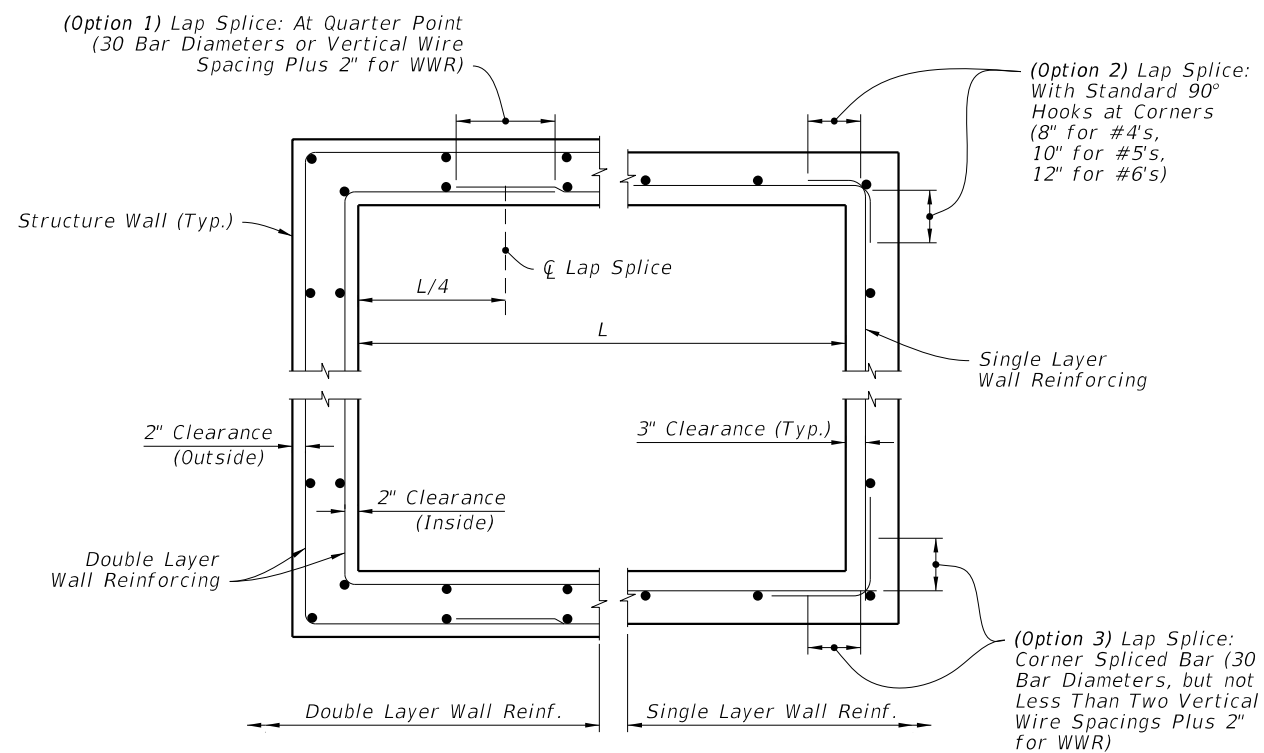 (Option 1) Lap Splice: At Quarter Point
(30 Bar Diameters or Vertical Wire
Spacing Plus 2" for WWR)
(Option 2) Lap Splice:
With Standard 90°
Hooks at Corners
(8" for #4's,
10" for #5's,
12" for #6's)
Structure Wall (Typ.)
℄ Lap Splice
L/4
L
Single Layer
Wall Reinforcing
2" Clearance
(Outside)
3" Clearance (Typ.)
2" Clearance
(Inside)
Double Layer
Wall Reinforcing
(Option 3) Lap Splice:
Corner Spliced Bar (30
Bar Diameters, but not
Less Than Two Vertical
Wire Spacings Plus 2"
for WWR)
Double Layer Wall Reinf.
Single Layer Wall Reinf.